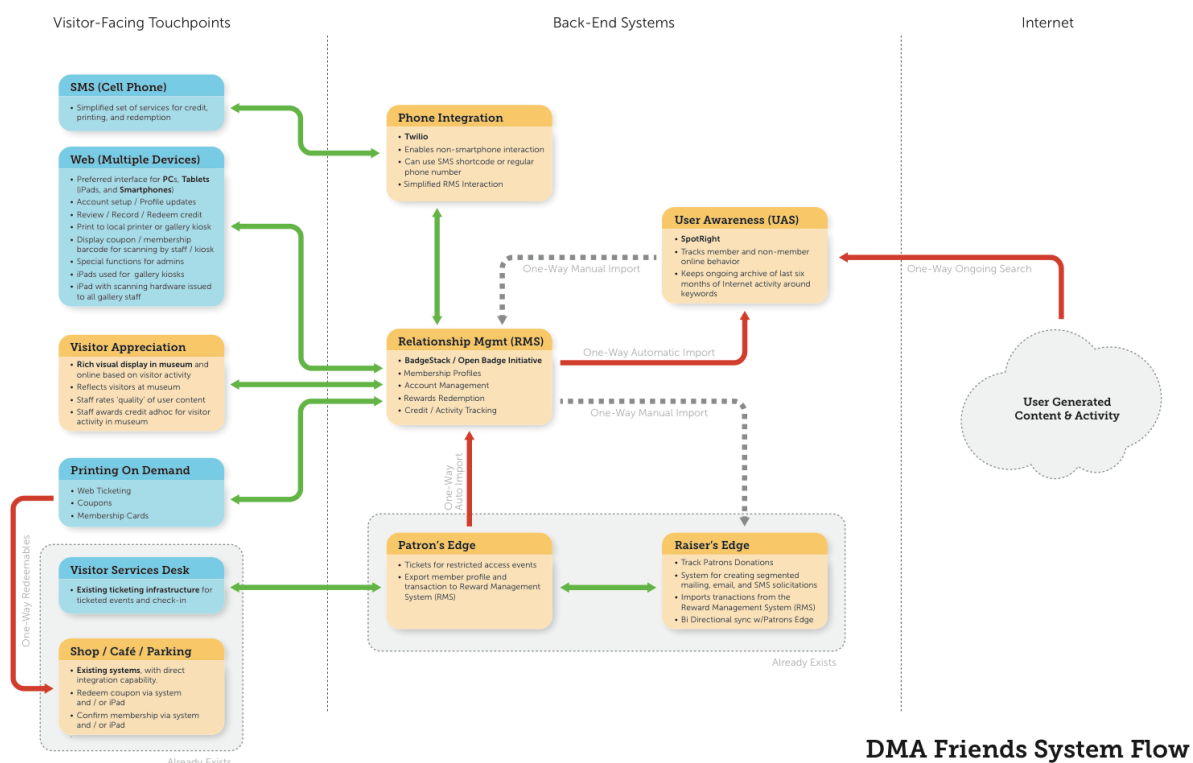 Visitor-Facing Touchpoints
Back-End Systems
Internet
SMS (Cell Phone)
• Simplified set of services for credit,
printing, and redemption
Web (Multiple Devices)
• Preferred interface for PCs, Tablets
(iPads, and Smartphones)
• Account setup / Profile updates
• Review / Record / Redeem credit
• Print to local printer or gallery kiosk
• Display coupon / membership
barcode for scanning by staff / kiosk
• Special functions for admins
• iPads used for gallery kiosks
• iPad with scanning hardware issued
to all gallery staff
Visitor Appreciation
• Rich visual display in museum and
online based on visitor activity
• Reflects visitors at museum
• Staff rates 'quality' of user content
• Staff awards credit adhoc for visitor
activity in museum
Printing On Demand
• Web Ticketing
• Coupons
• Membership Cards
One-Way Redeemables
Visitor Services Desk
• Existing ticketing infrastructure for
ticketed events and check-in
Shop / Café / Parking
• Existing systems, with direct
integration capability.
• Redeem coupon via system
and / or iPad
• Confirm membership via system
and / or iPad
Already Exists
Phone Integration
• Twilio
• Enables non-smartphone interaction
• Can use SMS shortcode or regular
phone number
• Simplified RMS Interaction
One-Way Manual Import
Relationship Mgmt (RMS)
• BadgeStack / Open Badge Initiative
• Membership Profiles
• Account Management
• Rewards Redemption
• Credit / Activity Tracking
One-Way Automatic Import
One-Way Manual Import
One-Way
Auto Import
User Awareness (UAS)
• SpotRight
• Tracks member and non-member
online behavior
• Keeps ongoing archive of last six
months of Internet activity around
keywords
One-Way Ongoing Search
User Generated
Content & Activity
Patron's Edge
• Tickets for restricted access events
• Export member profile and
transaction to Reward Management
System (RMS)
Raiser's Edge
• Track Patrons Donations
• System for creating segmented
mailing, email, and SMS solicitations
• Imports tranactions from the
Reward Management System (RMS)
• Bi Directional sync w/Patrons Edge
Already Exists
DMA Friends System Flow